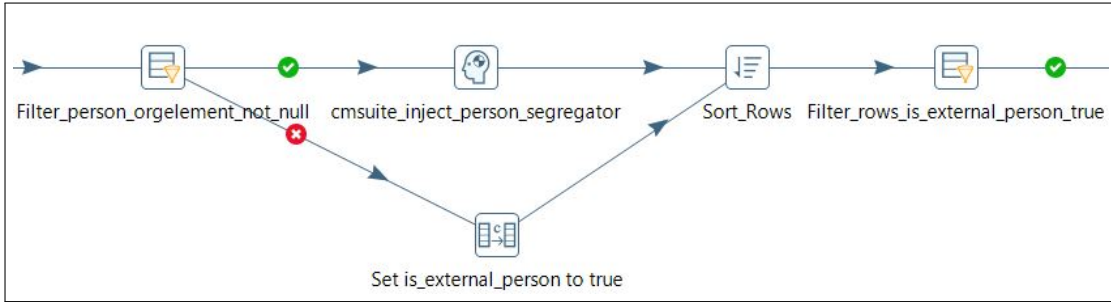 Filter_person_orgelement_not_null
cmsuite_inject_person_segregator
Sort_Rows
Filter_rows_is_external_person_true
C
Set is_external_person to true